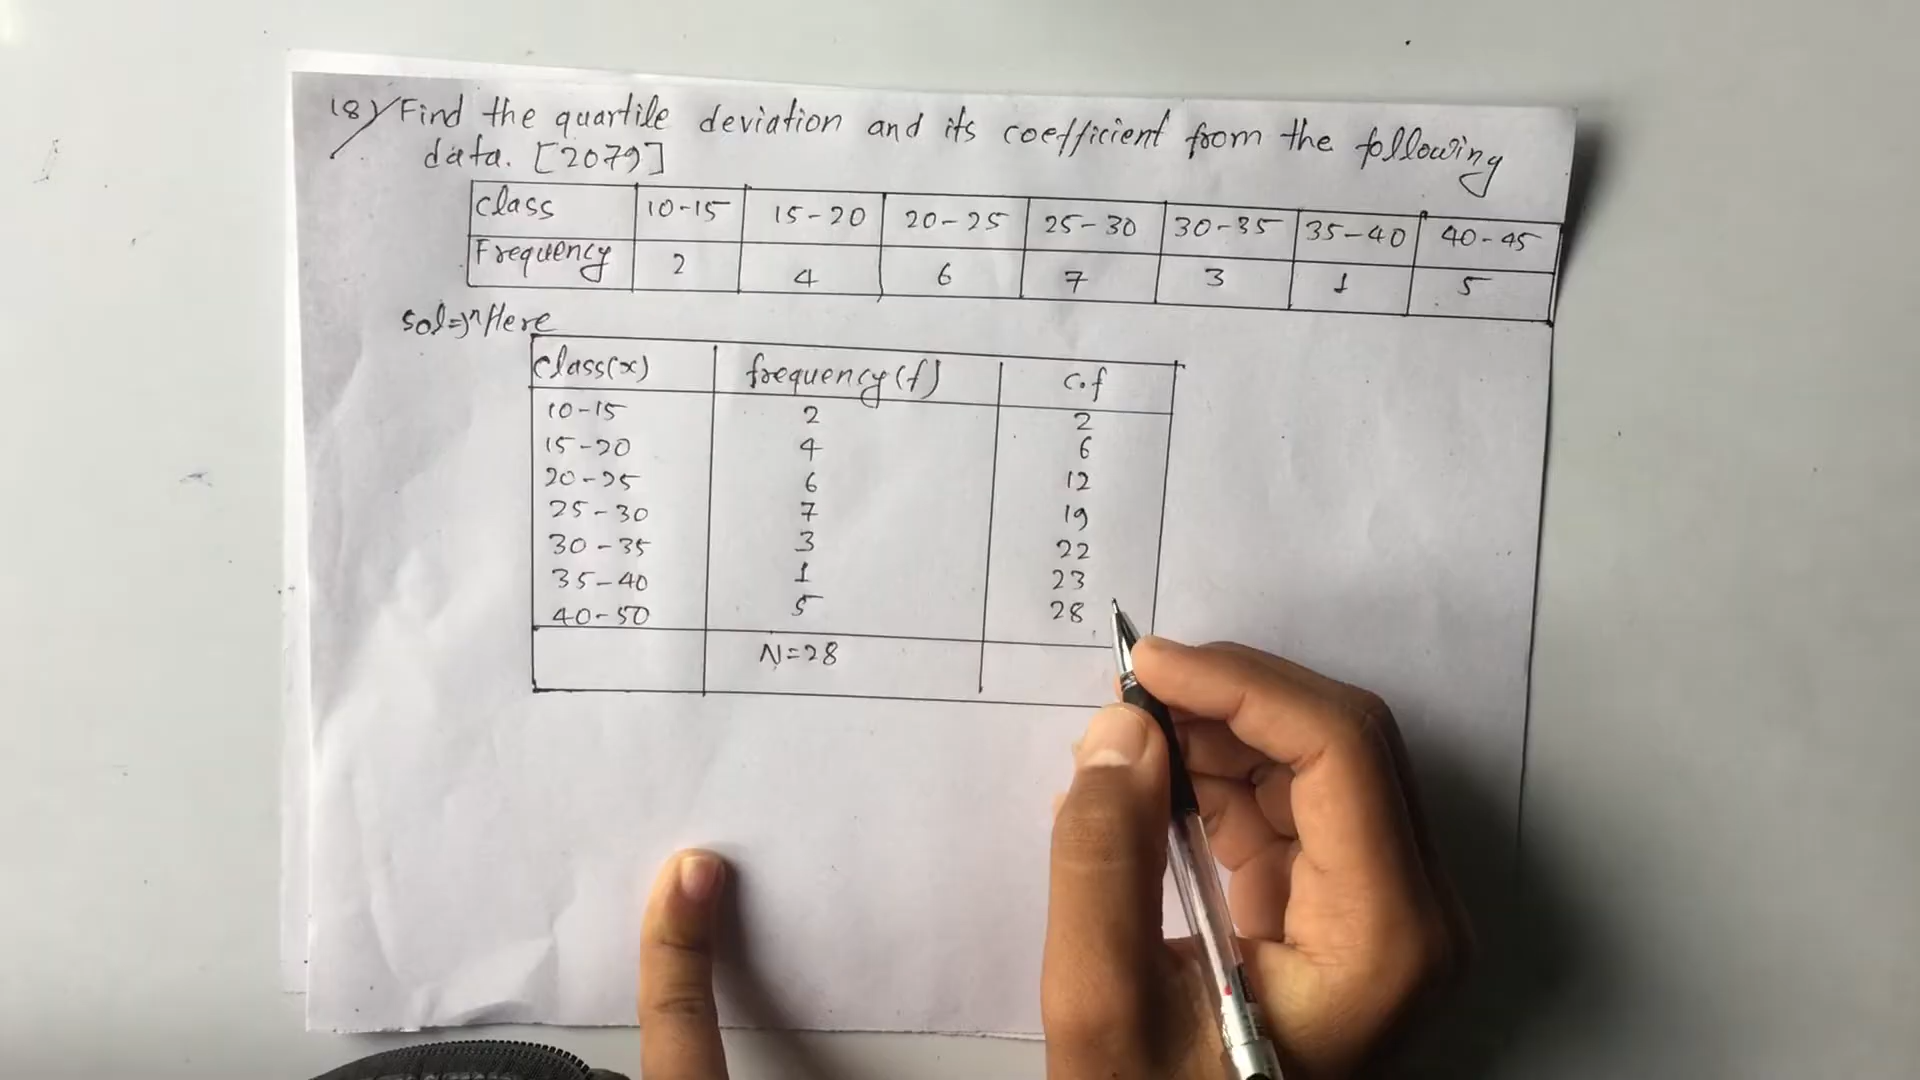 18) Find the quartile deviation and its coefficient from the following
data. [2079]
class 10-15 15-20 20-25 25-30 30-35 35-40 40-45
Frequency 2 4 6 7 3 1 5
sol=)n Here
class(x) frequency(f) c.f
10-15 2 2
15-20 4 6
20-25 6 12
25-30 7 19
30-35 3 22
35-40 1 23
40-50 5 28
N=28